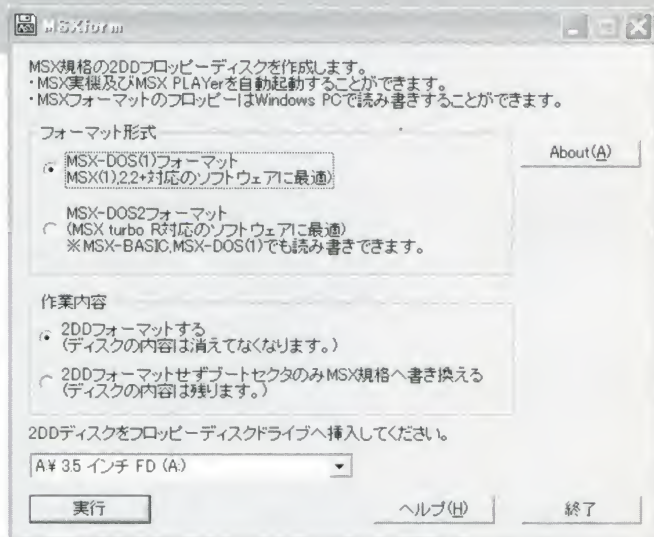 MSXform
MSX規格の2DDフロッピーディスクを作成します。
・MSX実機及びMSX PLAYerを自動起動することができます。
・MSXフォーマットのフロッピーはWindows PCで読み書きすることができます。
フォーマット形式
MSX-DOS(1)フォーマット
MSX(1),2,2+対応のソフトウェアに最適)
About(A)
MSX-DOS2フォーマット
(MSX turbo R対応のソフトウェアに最適)
※MSX-BASIC,MSX-DOS(1)でも読み書きできます。
作業内容
2DDフォーマットする
(ディスクの内容は消えてなくなります。)
2DDフォーマットせずブートセクタのみMSX規格へ書き換える
(ディスクの内容は残ります。)
2DDディスクをフロッピーディスクドライブへ挿入してください。
A¥ 3.5 インチ FD (A:)
実行
ヘルプ(H)
終了